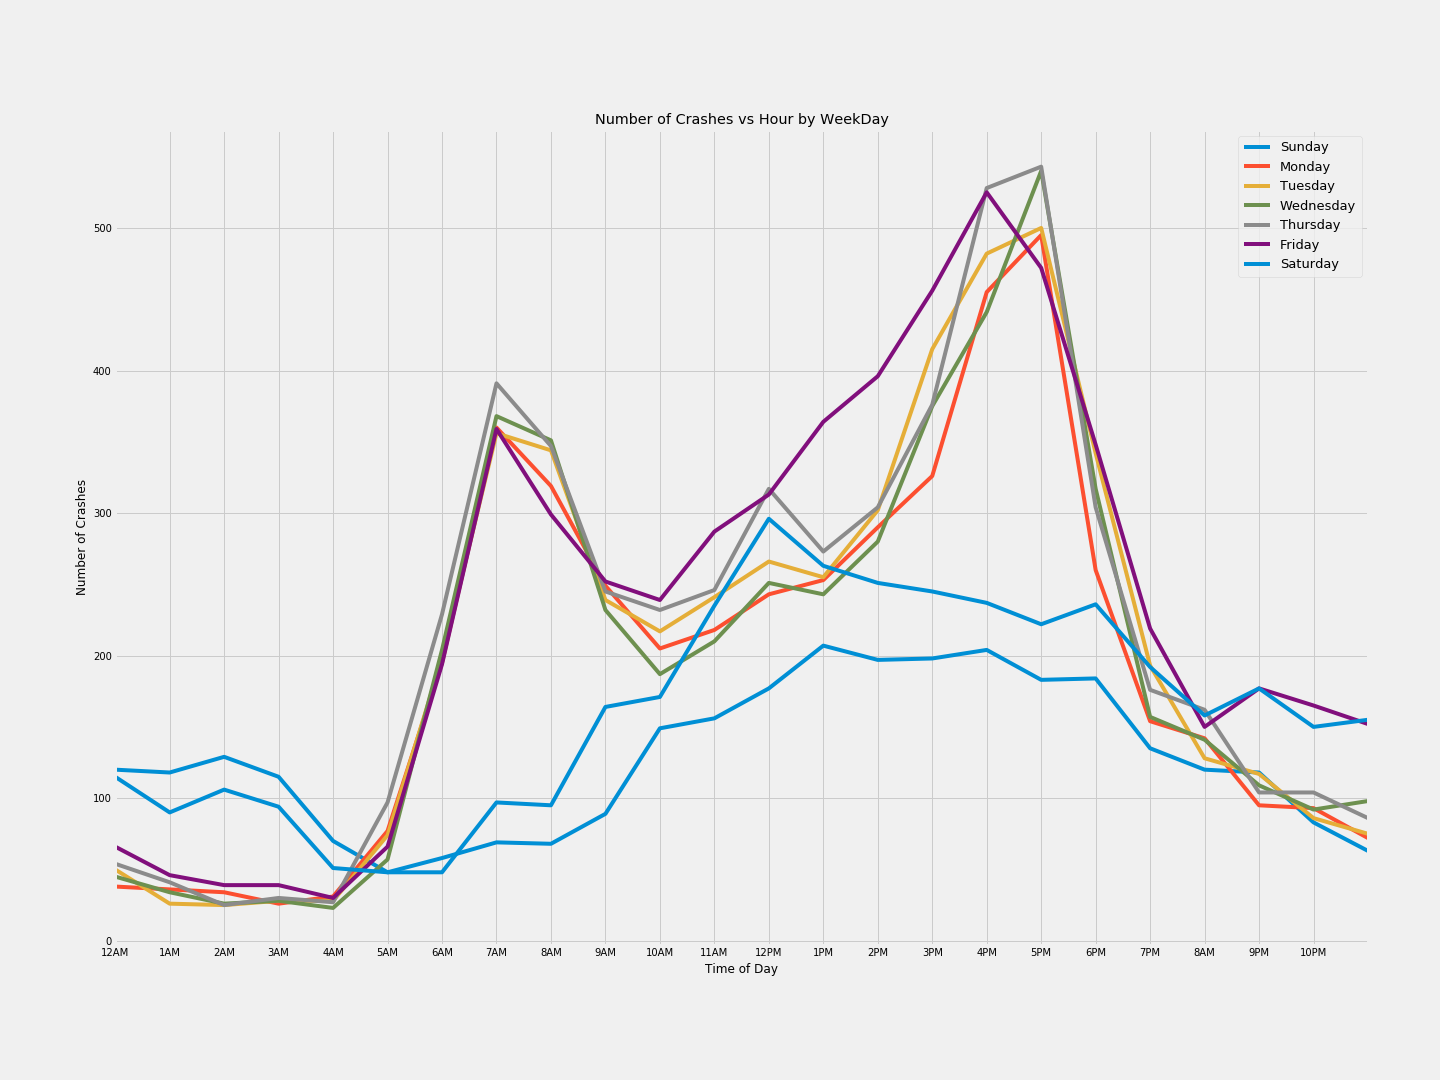 Number of Crashes vs Hour by WeekDay
Sunday
Monday
Tuesday
Wednesday
Thursday
Friday
Saturday
500
400
300
200
100
0
Number of Crashes
12AM 1AM 2AM 3AM 4AM 5AM 6AM 7AM 8AM 9AM 10AM 11AM 12PM 1PM 2PM 3PM 4PM 5PM 6PM 7PM 8AM 9PM 10PM
Time of Day